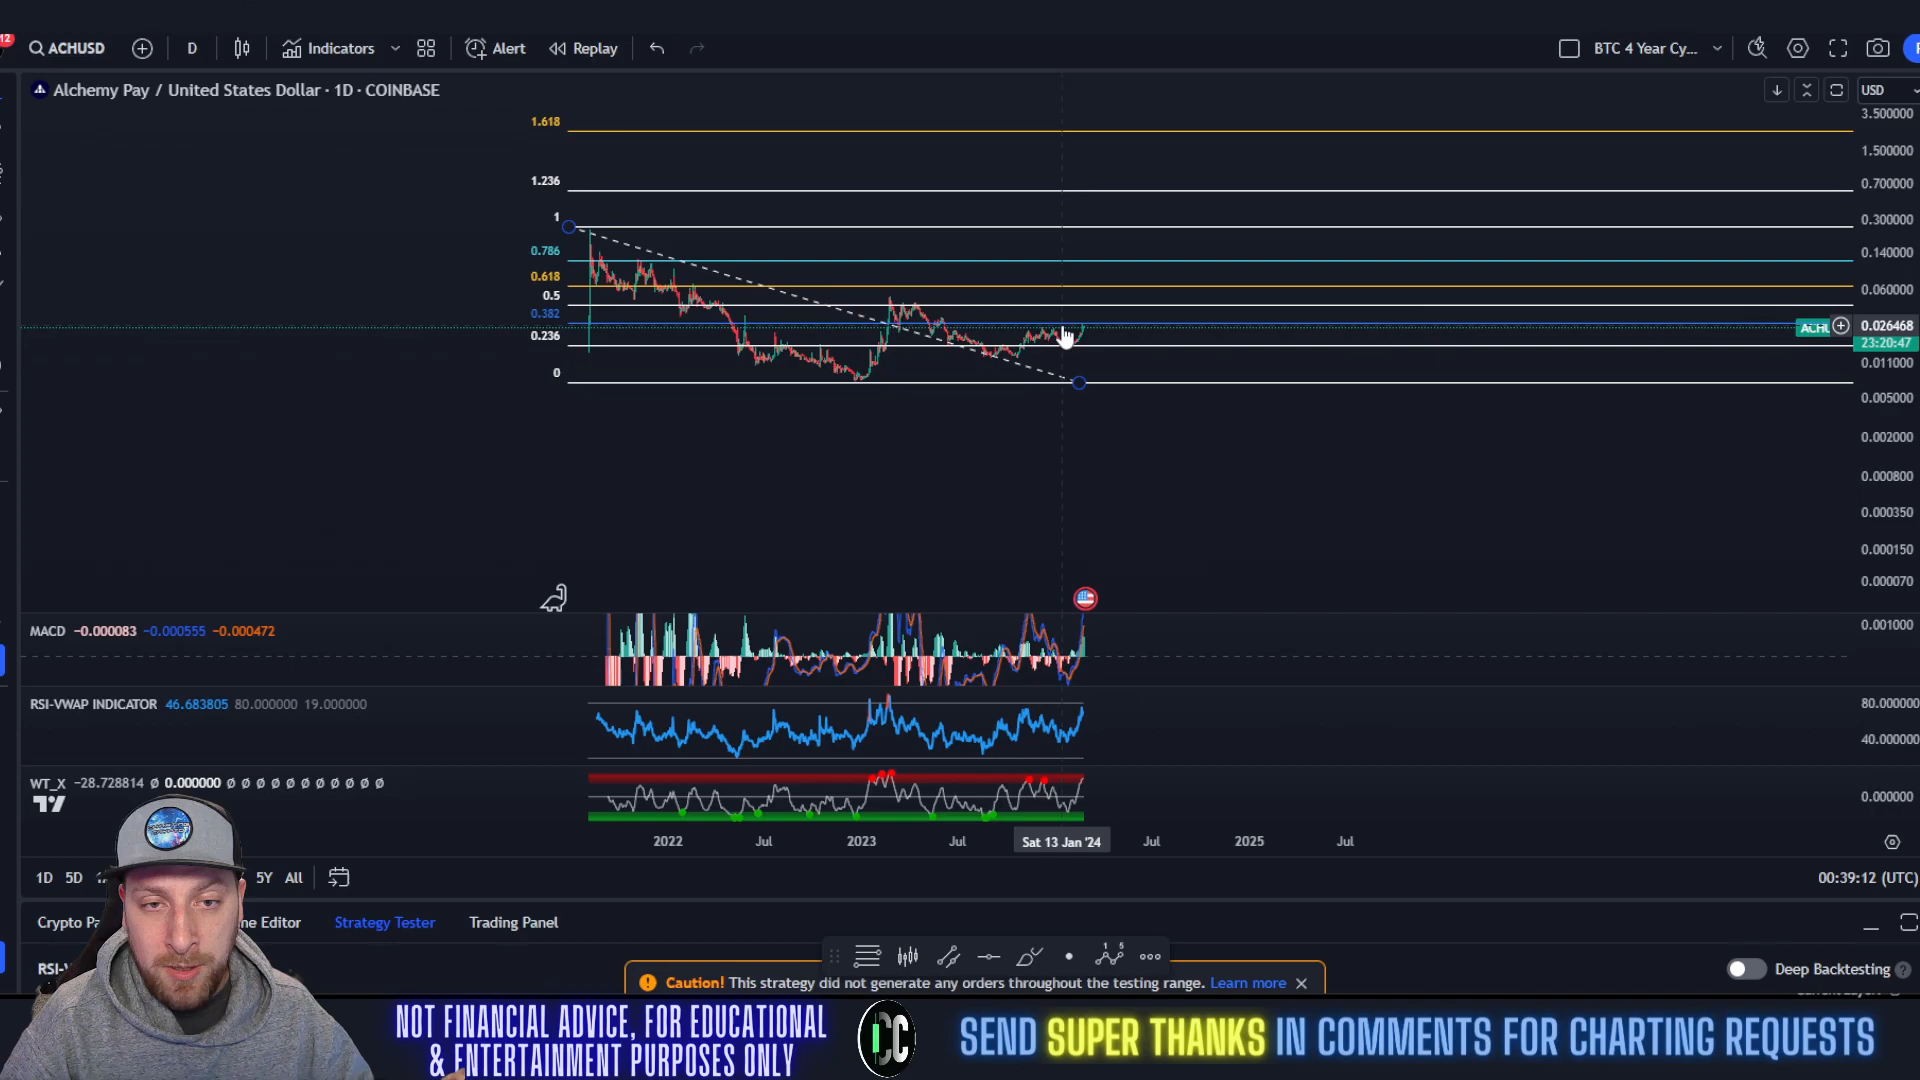 12
ACHUSD
D
Indicators
Alert
Replay
BTC 4 Year Cy...
Alchemy Pay / United States Dollar · 1D · COINBASE
USD
3.500000
1.618
1.500000
1.236
0.700000
1
0.300000
0.786
0.140000
0.618
0.060000
0.5
0.382
0.026468
0.236
23:20:47
0.011000
0
0.005000
0.002000
0.000800
0.000350
0.000150
0.000070
MACD −0.000083 −0.000555 −0.000472
0.001000
RSI-VWAP INDICATOR 46.683805 80.000000 19.000000
80.000000
40.000000
WT_X −28.728814 ø 0.000000 ø ø ø ø ø ø ø ø ø ø ø
0.000000
2022 Jul 2023 Jul Sat 13 Jan '24 Jul 2025 Jul
1D 5D 5Y All
00:39:12 (UTC)
Crypto Pa ne Editor Strategy Tester Trading Panel
RSI-V
Deep Backtesting
Caution! This strategy did not generate any orders throughout the testing range. Learn more
NOT FINANCIAL ADVICE, FOR EDUCATIONAL
& ENTERTAINMENT PURPOSES ONLY
SEND SUPER THANKS IN COMMENTS FOR CHARTING REQUESTS